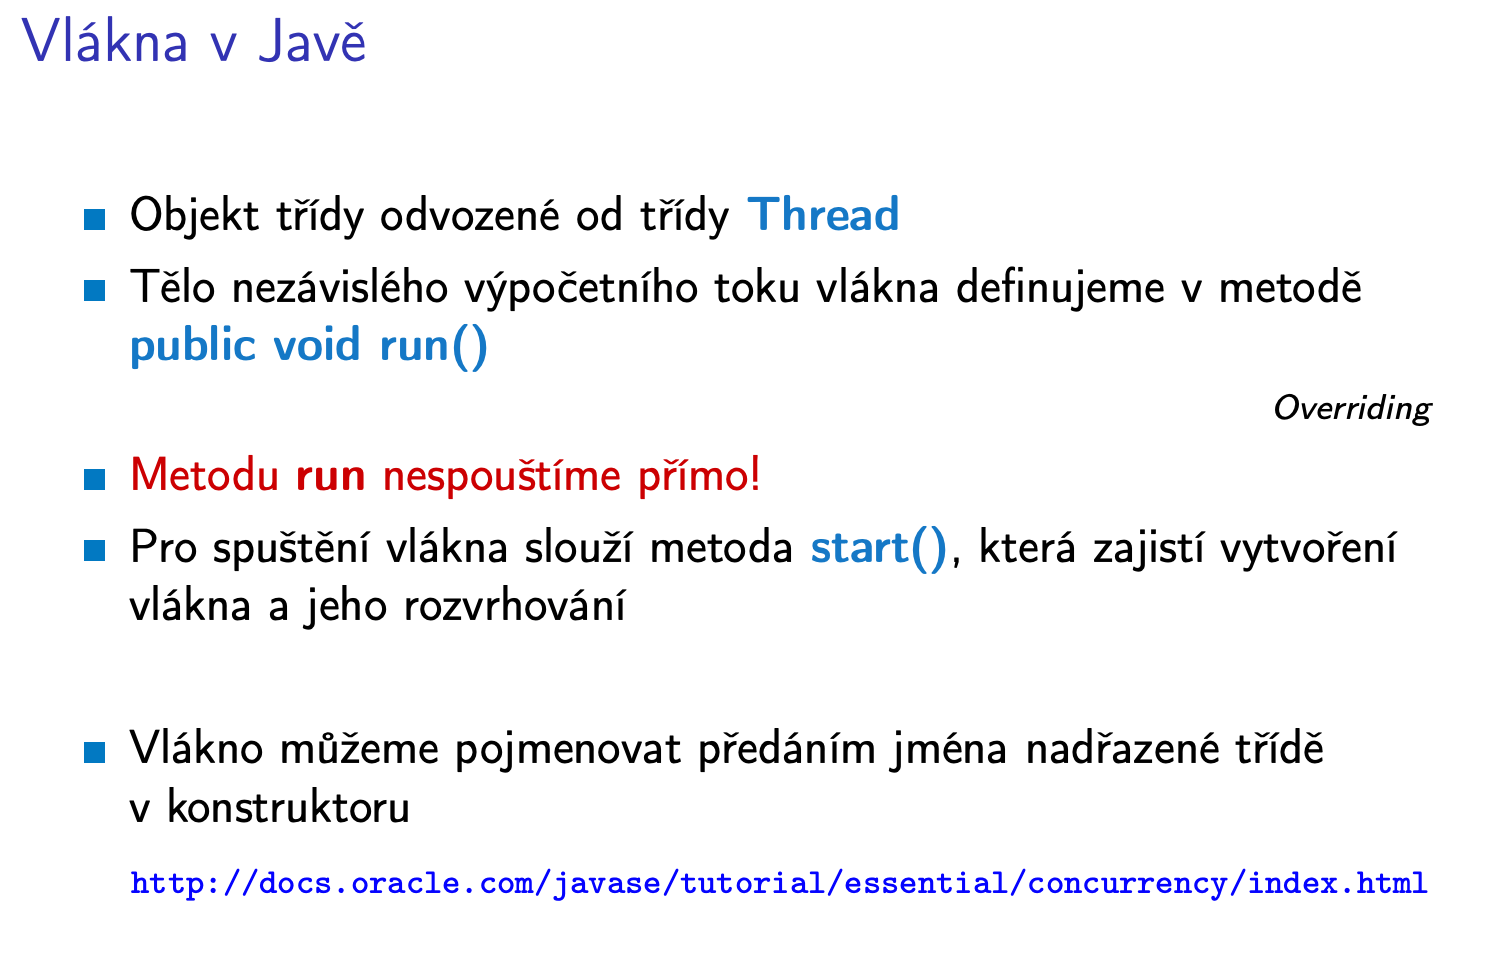 Vlákna v Javě
Objekt třídy odvozené od třídy Thread
Tělo nezávislého výpočetního toku vlákna definujeme v metodě
public void run()
Overriding
Metodu run nespouštíme přímo!
Pro spuštění vlákna slouží metoda start(), která zajistí vytvoření
vlákna a jeho rozvrhování
Vlákno můžeme pojmenovat předáním jména nadřazené třídě
v konstruktoru
http://docs.oracle.com/javase/tutorial/essential/concurrency/index.html